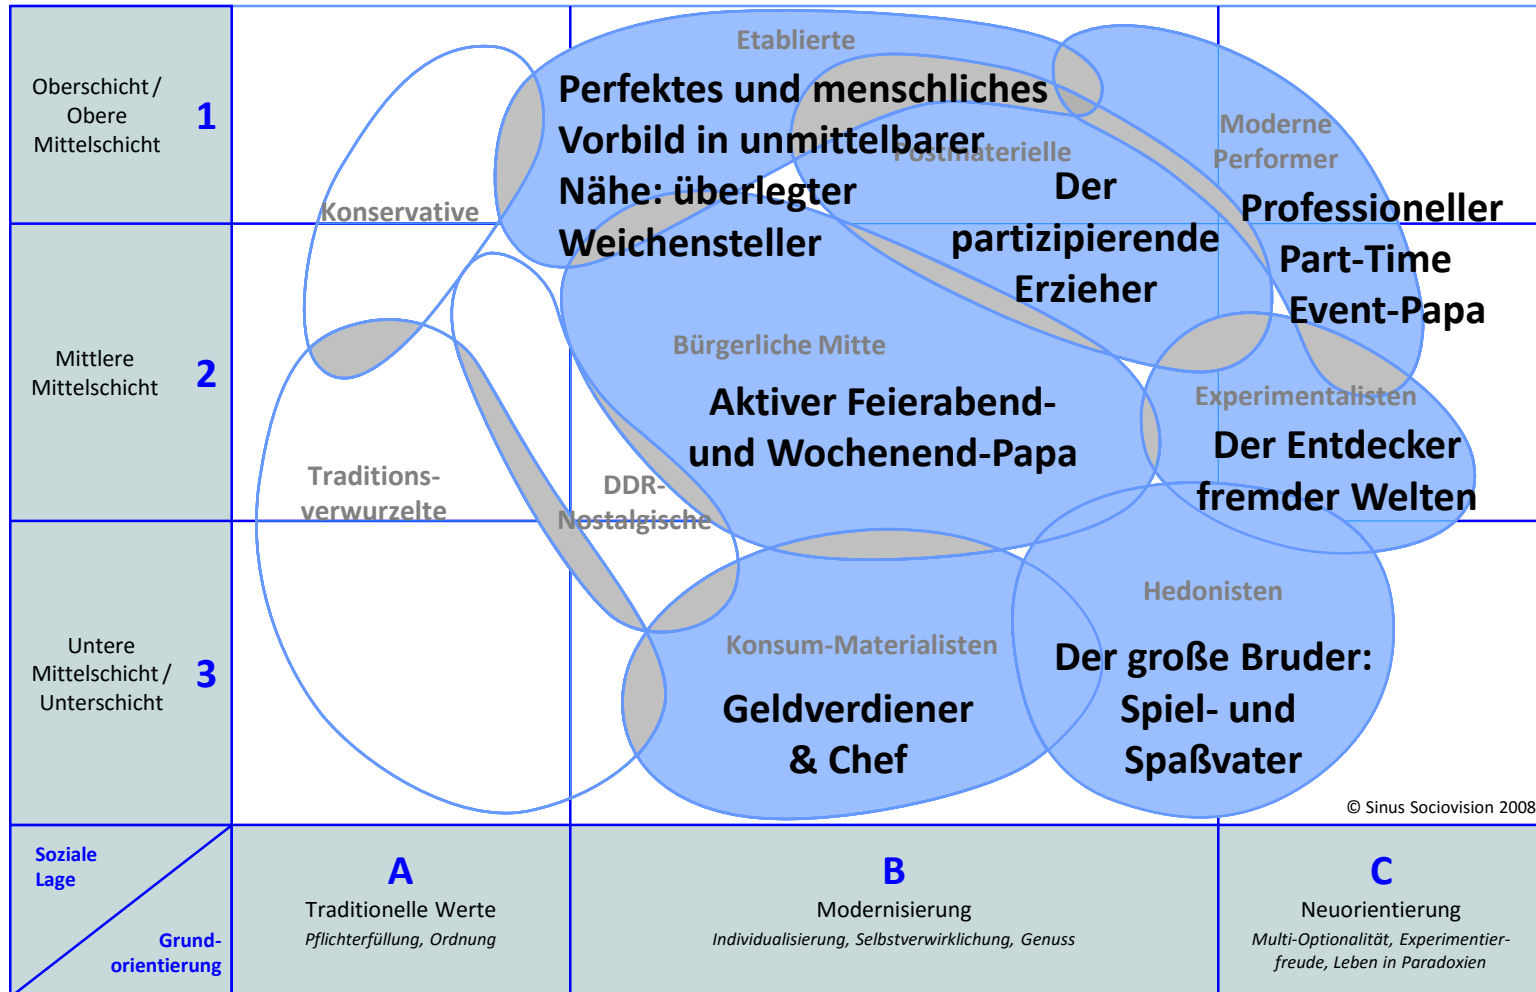 Oberschicht /
Obere
Mittelschicht
1
Mittlere
Mittelschicht
2
Untere
Mittelschicht /
Unterschicht
3
Etablierte
Perfektes und menschliches
Vorbild in unmittelbarer
Nähe: überlegter
Weichensteller
Postmaterielle
Der
partizipierende
Erzieher
Moderne
Performer
Professioneller
Part-Time
Event-Papa
Konservative
Bürgerliche Mitte
Aktiver Feierabend-
und Wochenend-Papa
Experimentalisten
Der Entdecker
fremder Welten
Traditions-
verwurzelte
DDR-
Nostalgische
Konsum-Materialisten
Geldverdiener
& Chef
Hedonisten
Der große Bruder:
Spiel- und
Spaßvater
© Sinus Sociovision 2008
Soziale
Lage
Grund-
orientierung
A
Traditionelle Werte
Pflichterfüllung, Ordnung
B
Modernisierung
Individualisierung, Selbstverwirklichung, Genuss
C
Neuorientierung
Multi-Optionalität, Experimentier-
freude, Leben in Paradoxien